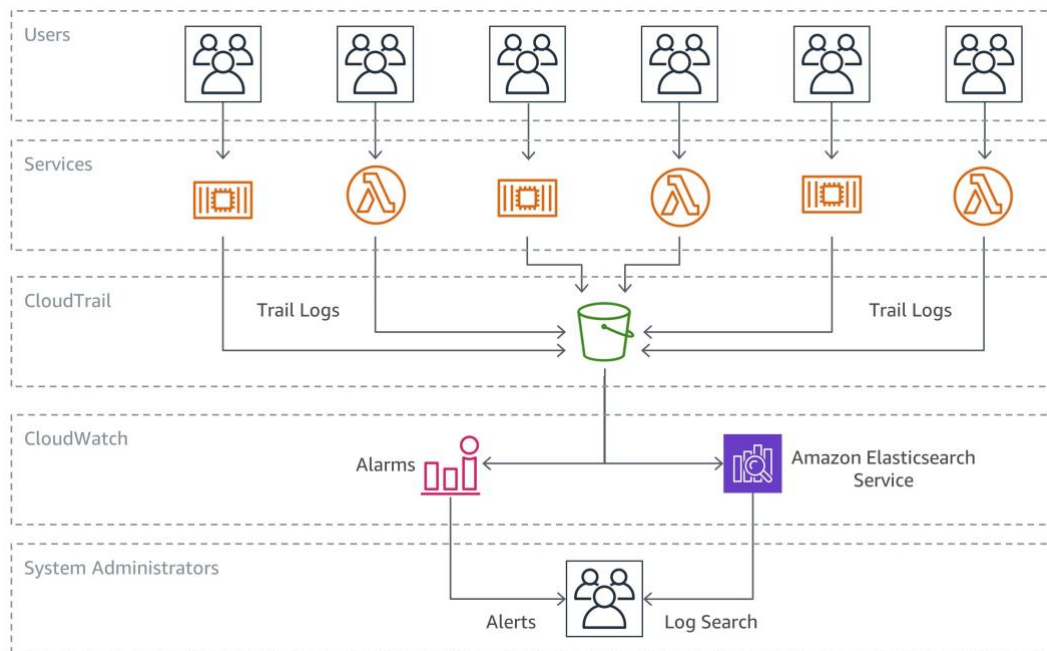 Users
Services
CloudTrail
Trail Logs
Trail Logs
CloudWatch
Alarms
Amazon Elasticsearch
Service
System Administrators
Alerts
Log Search